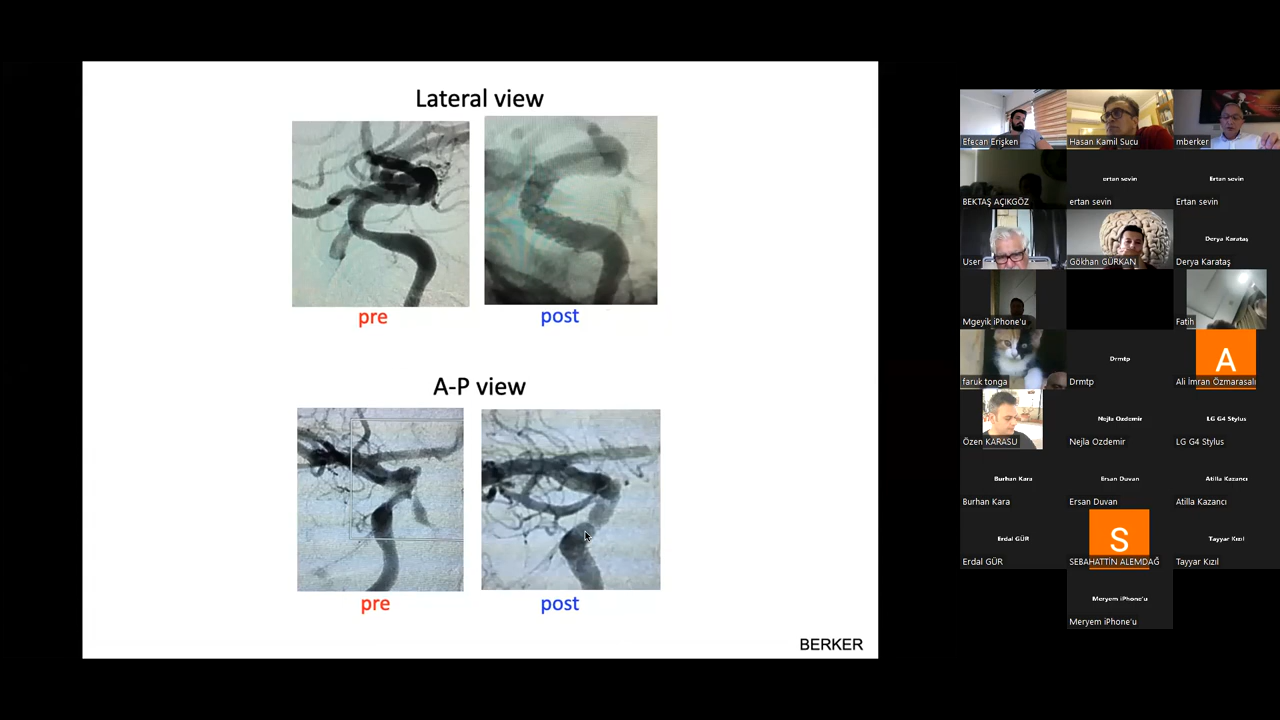 Lateral view
pre
post
A-P view
pre
post
BERKER
Efecan Erişken
Hasan Kamil Sucu
mberker
BEKTAŞ AÇIKGÖZ
ertan sevin
ertan sevin
Ertan sevin
Ertan sevin
User
Gökhan GÜRKAN
Derya Karataş
Derya Karataş
Mgeyik iPhone'u
Fatih
faruk tonga
Drmtp
Drmtp
A
Ali İmran Özmarasalı
Özen KARASU
Nejla Ozdemir
Nejla Ozdemir
LG G4 Stylus
LG G4 Stylus
Burhan Kara
Burhan Kara
Ersan Duvan
Ersan Duvan
Atilla Kazancı
Atilla Kazancı
Erdal GÜR
Erdal GÜR
S
SEBAHATTİN ALEMDAĞ
Tayyar Kızıl
Tayyar Kızıl
Meryem iPhone'u
Meryem iPhone'u